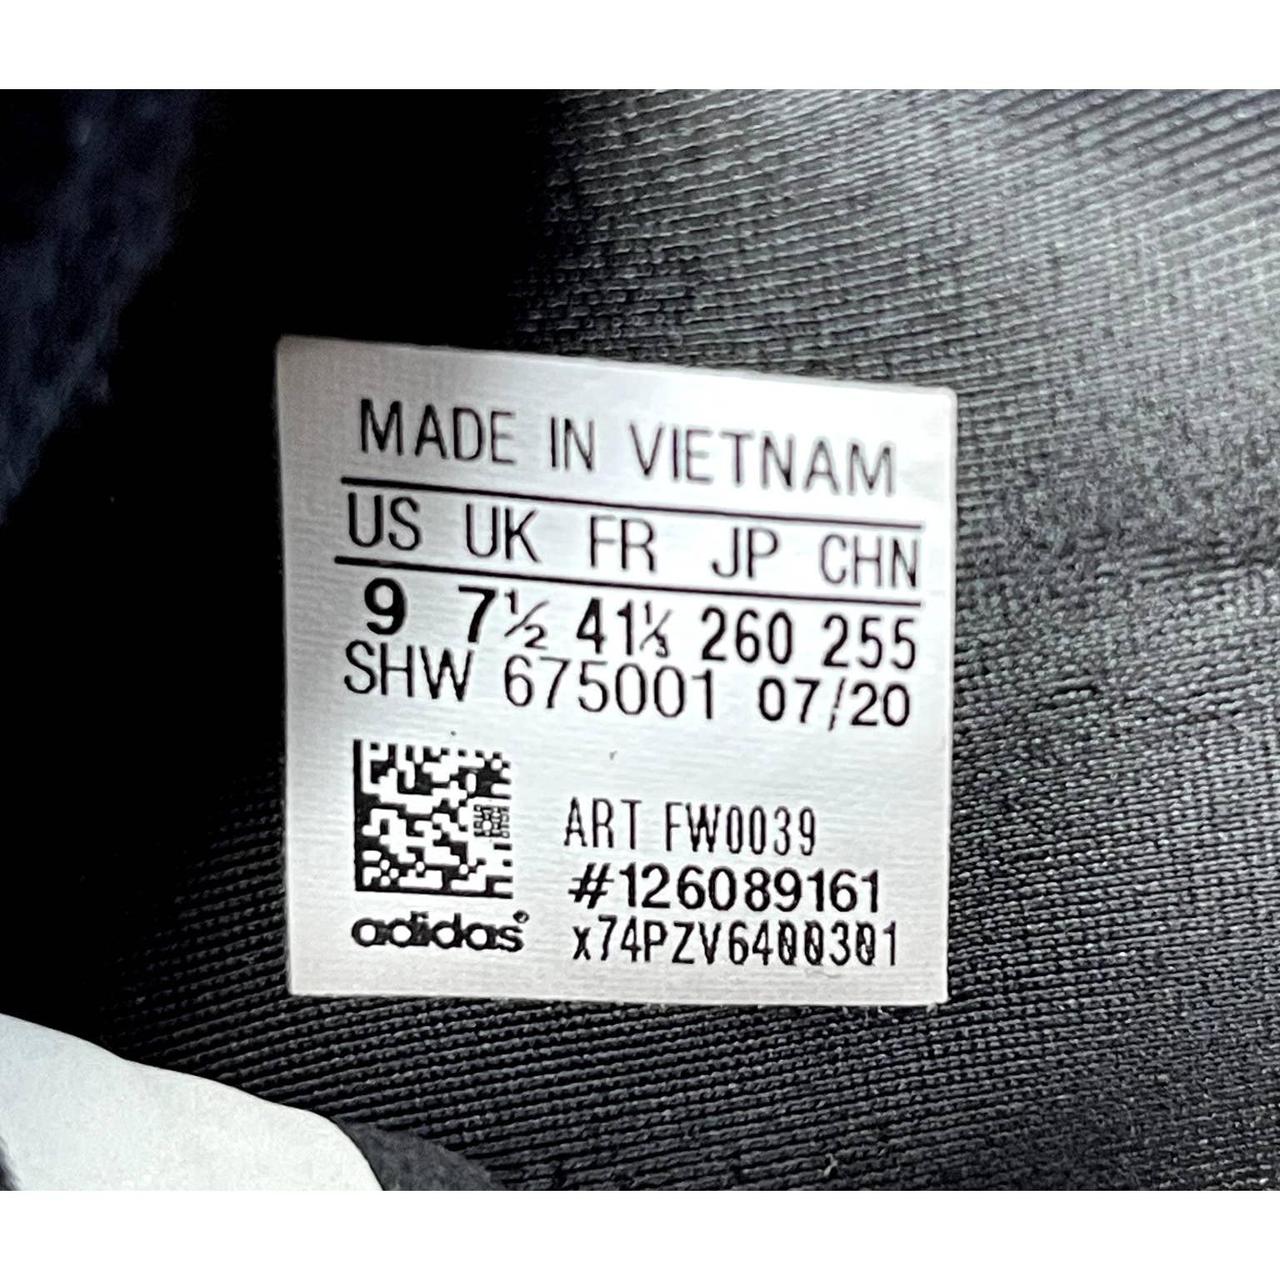 MADE IN VIETNAM
US UK FR JP CHN
9 7½ 41⅓ 260 255
SHW 675001 07/20
ART FW0039
#126089161
adidas® x74PZV6400301